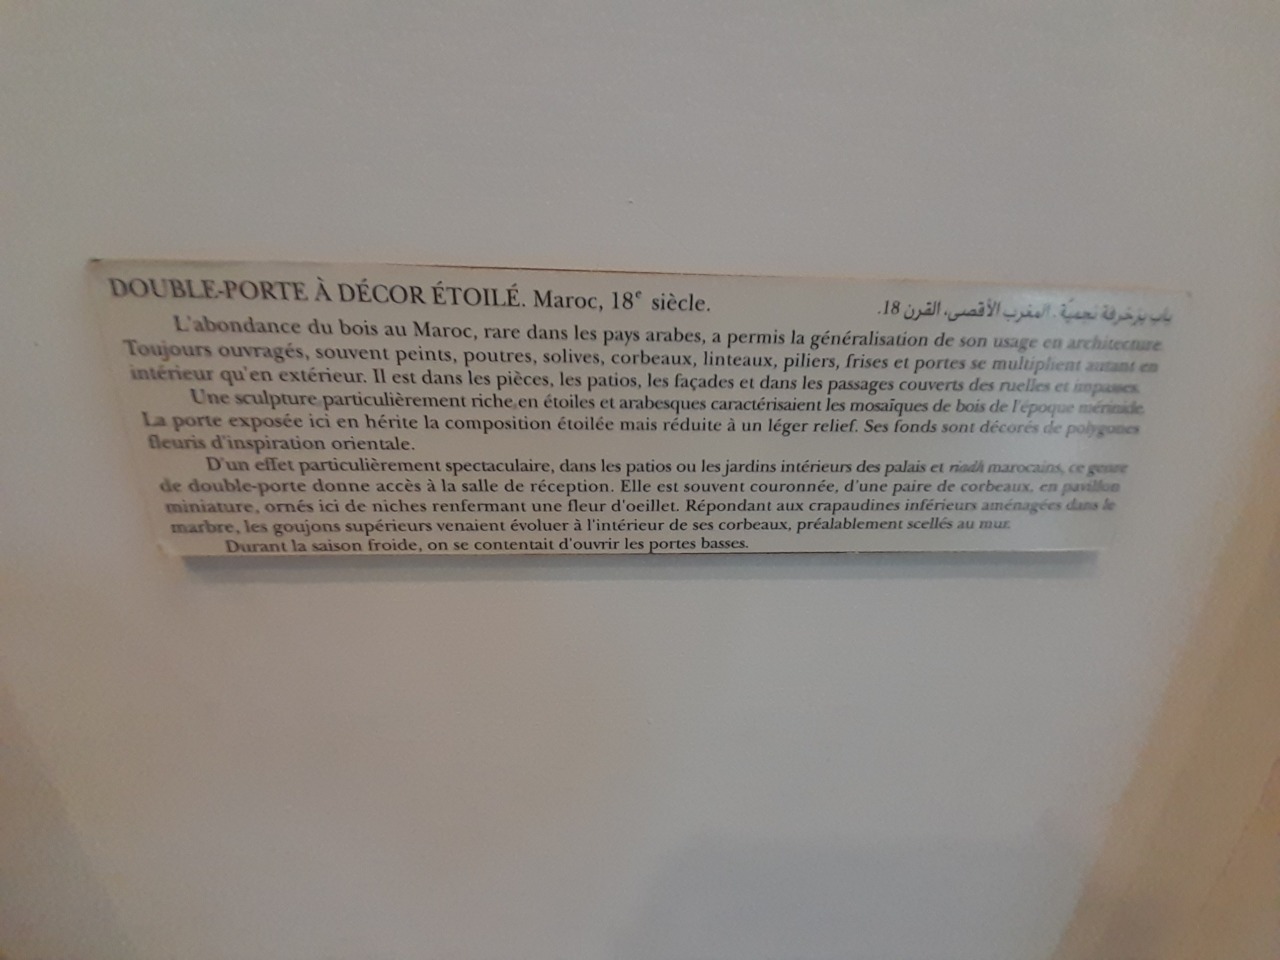 DOUBLE-PORTE À DÉCOR ÉTOILÉ. Maroc, 18e siècle.
باب بزخرفة نجميّة. المغرب الأقصى، القرن 18.
L'abondance du bois au Maroc, rare dans les pays arabes, a permis la généralisation de son usage en architecture.
Toujours ouvragés, souvent peints, poutres, solives, corbeaux, linteaux, piliers, frises et portes se multiplient autant en
intérieur qu'en extérieur. Il est dans les pièces, les patios, les façades et dans les passages couverts des ruelles et impasses.
Une sculpture particulièrement riche en étoiles et arabesques caractérisaient les mosaïques de bois de l'époque mérinide.
La porte exposée ici en hérite la composition étoilée mais réduite à un léger relief. Ses fonds sont décorés de polygones
fleuris d'inspiration orientale.
D'un effet particulièrement spectaculaire, dans les patios ou les jardins intérieurs des palais et riadh marocains, ce genre
de double-porte donne accès à la salle de réception. Elle est souvent couronnée, d'une paire de corbeaux, en pavillon
miniature, ornés ici de niches renfermant une fleur d'oeillet. Répondant aux crapaudines inférieurs aménagées dans le
marbre, les goujons supérieurs venaient évoluer à l'intérieur de ses corbeaux, préalablement scellés au mur.
Durant la saison froide, on se contentait d'ouvrir les portes basses.